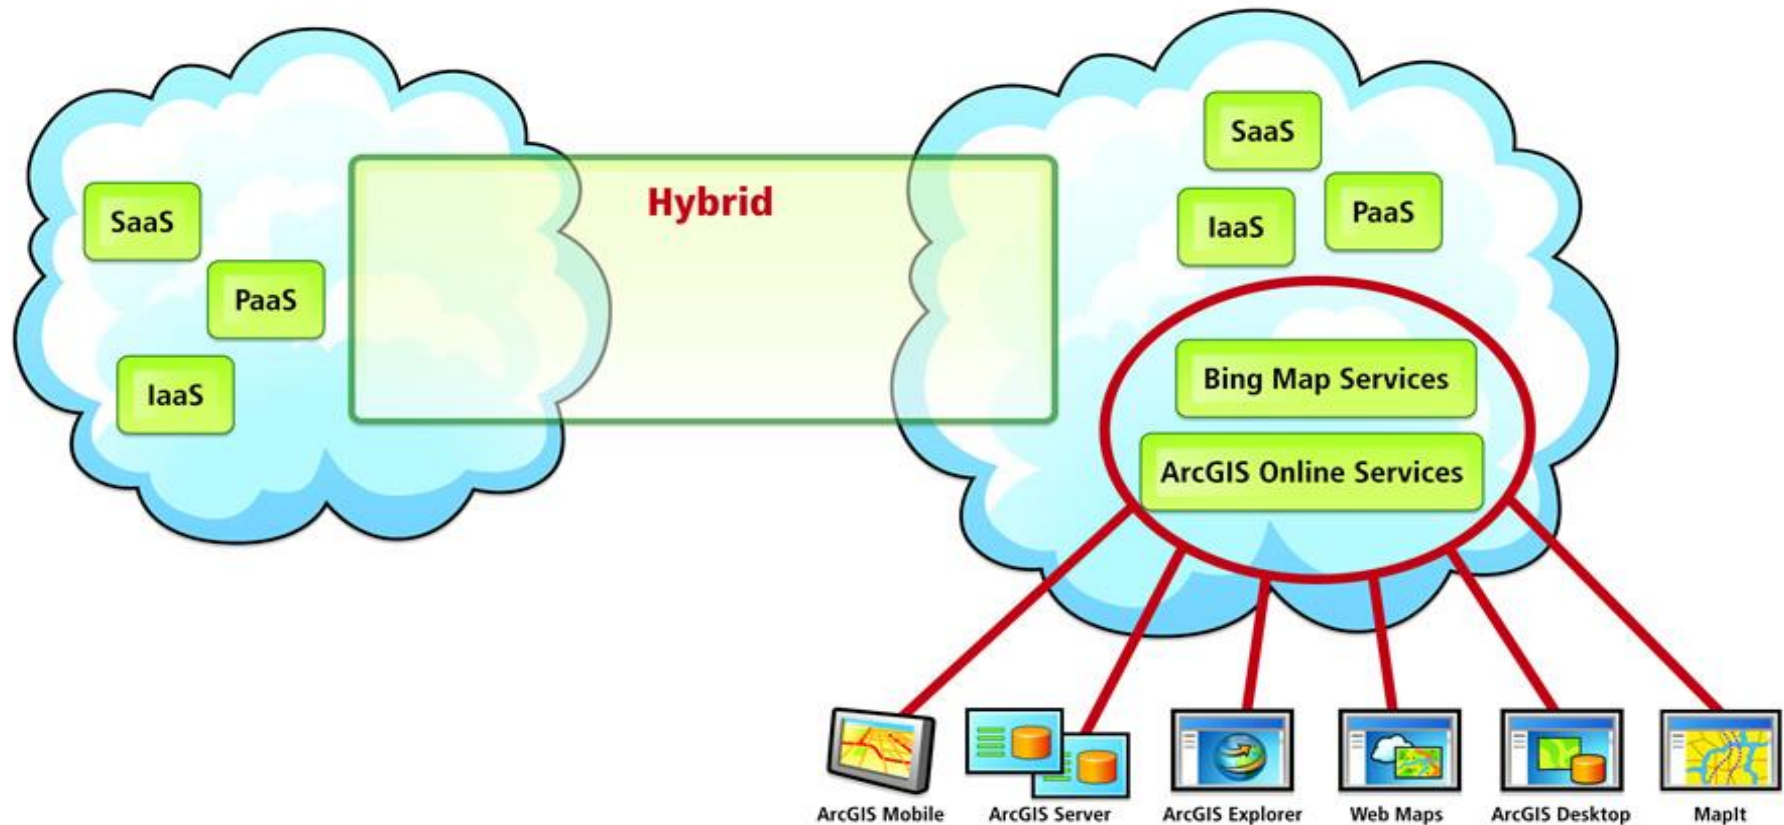 SaaS
PaaS
IaaS
Hybrid
SaaS
PaaS
IaaS
Bing Map Services
ArcGIS Online Services
ArcGIS Mobile
ArcGIS Server
ArcGIS Explorer
Web Maps
ArcGIS Desktop
MapIt